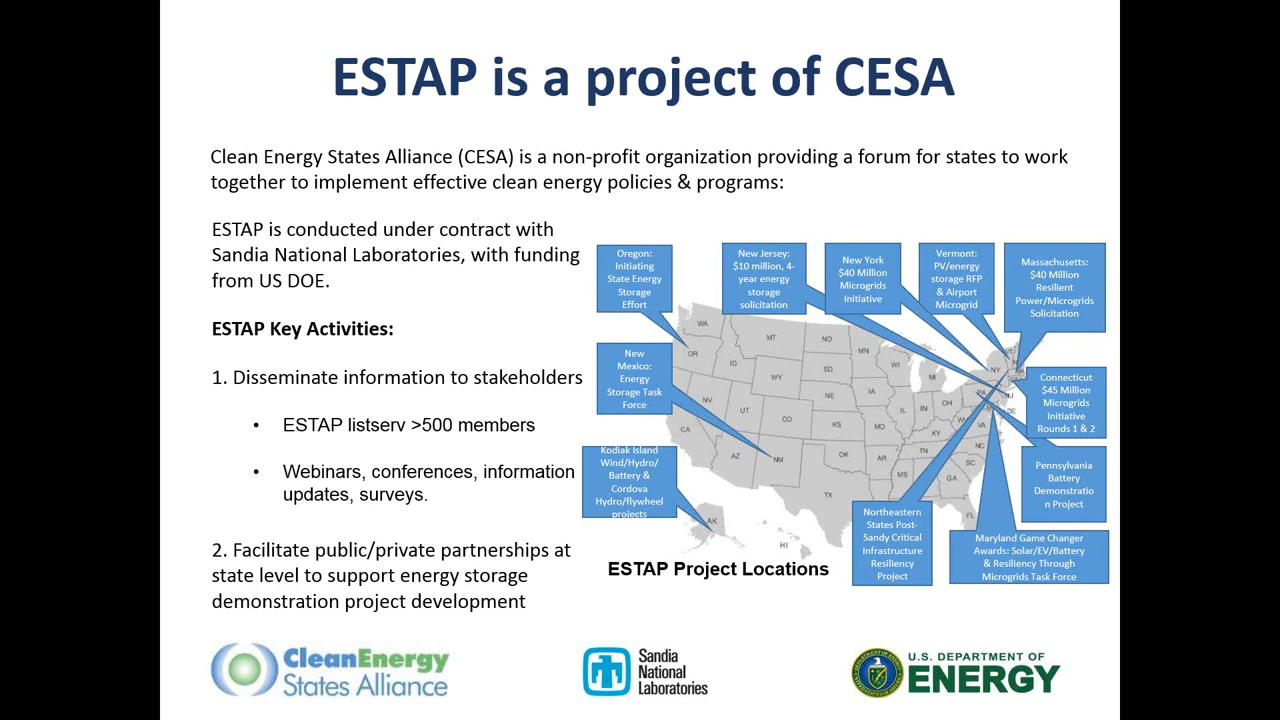 ESTAP is a project of CESA
Clean Energy States Alliance (CESA) is a non-profit organization providing a forum for states to work
together to implement effective clean energy policies & programs:
ESTAP is conducted under contract with
Sandia National Laboratories, with funding
from US DOE.
ESTAP Key Activities:
1. Disseminate information to stakeholders
• ESTAP listserv >500 members
• Webinars, conferences, information
updates, surveys.
2. Facilitate public/private partnerships at
state level to support energy storage
demonstration project development
Oregon:
Initiating
State Energy
Storage
Effort
New Jersey:
$10 million, 4-
year energy
storage
solicitation
New York
$40 Million
Microgrids
Initiative
Vermont:
PV/energy
storage RFP
& Airport
Microgrid
Massachusetts:
$40 Million
Resilient
Power/Microgrids
Solicitation
New
Mexico:
Energy
Storage Task
Force
Connecticut
$45 Million
Microgrids
Initiative
Rounds 1 & 2
Kodiak Island
Wind/Hydro/
Battery &
Cordova
Hydro/flywheel
projects
Pennsylvania
Battery
Demonstratio
n Project
Northeastern
States Post-
Sandy Critical
Infrastructure
Resiliency
Project
Maryland Game Changer
Awards: Solar/EV/Battery
& Resiliency Through
Microgrids Task Force
WA
OR
MT
ID
ND
MN
SD
WY
WI
MI
NY
VT
NV
UT
CO
NE
IA
IL
IN
OH
PA
NJ
DE
CA
KS
MO
KY
VA
AZ
NM
OK
AR
TN
NC
SC
MS
GA
TX
FL
AK
HI
ESTAP Project Locations
CleanEnergy
States Alliance
Sandia
National
Laboratories
U.S. DEPARTMENT OF
ENERGY